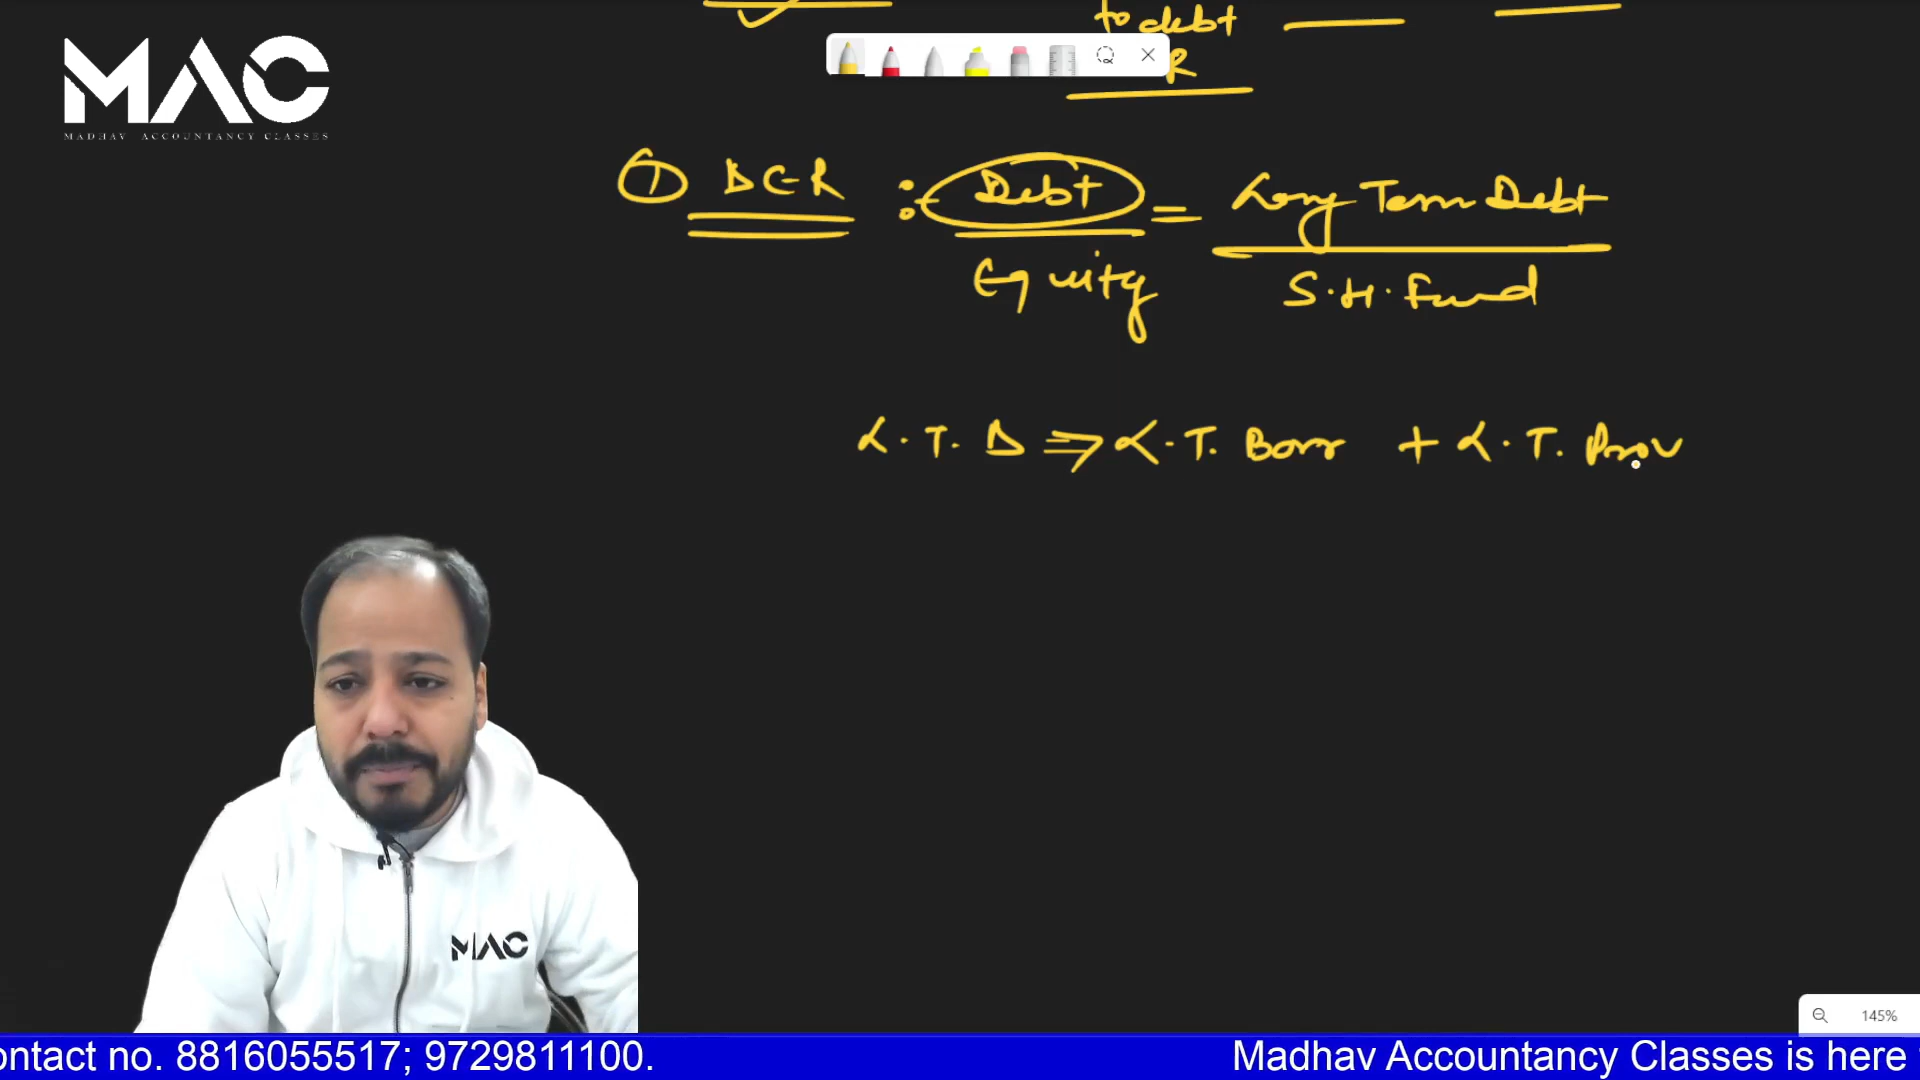 to debt
R
MAC
MADHAV ACCOUNTANCY CLASSES
① DER : Debt = Long Term Debt
Equity S.H. Fund
L.T. D ⇒ L.T. Borr + L.T. Prov
MAC
145%
ontact no. 8816055517; 9729811100. Madhav Accountancy Classes is here